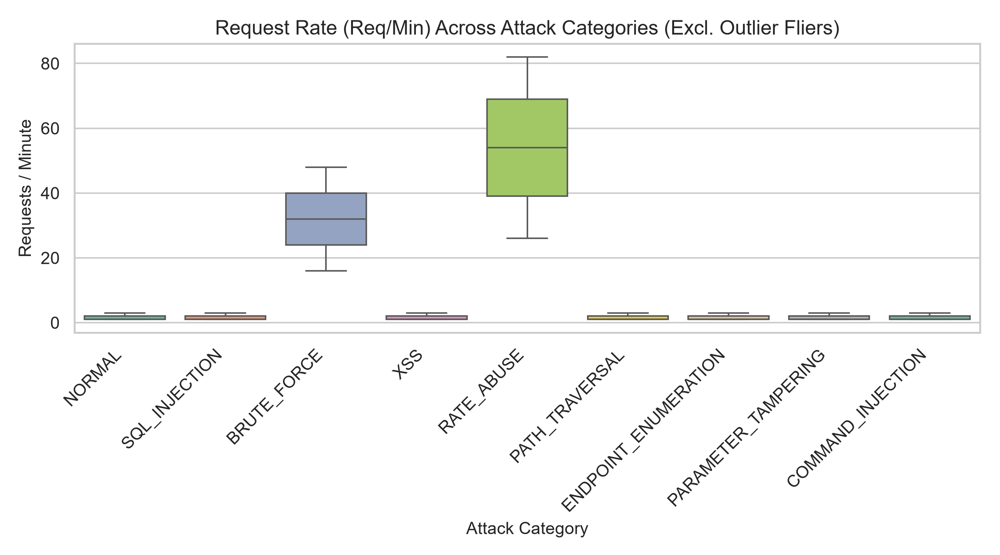 Request Rate (Req/Min) Across Attack Categories (Excl. Outlier Fliers)
Requests / Minute
80
60
40
20
0
NORMAL
SQL_INJECTION
BRUTE_FORCE
XSS
RATE_ABUSE
PATH_TRAVERSAL
ENDPOINT_ENUMERATION
PARAMETER_TAMPERING
COMMAND_INJECTION
Attack Category